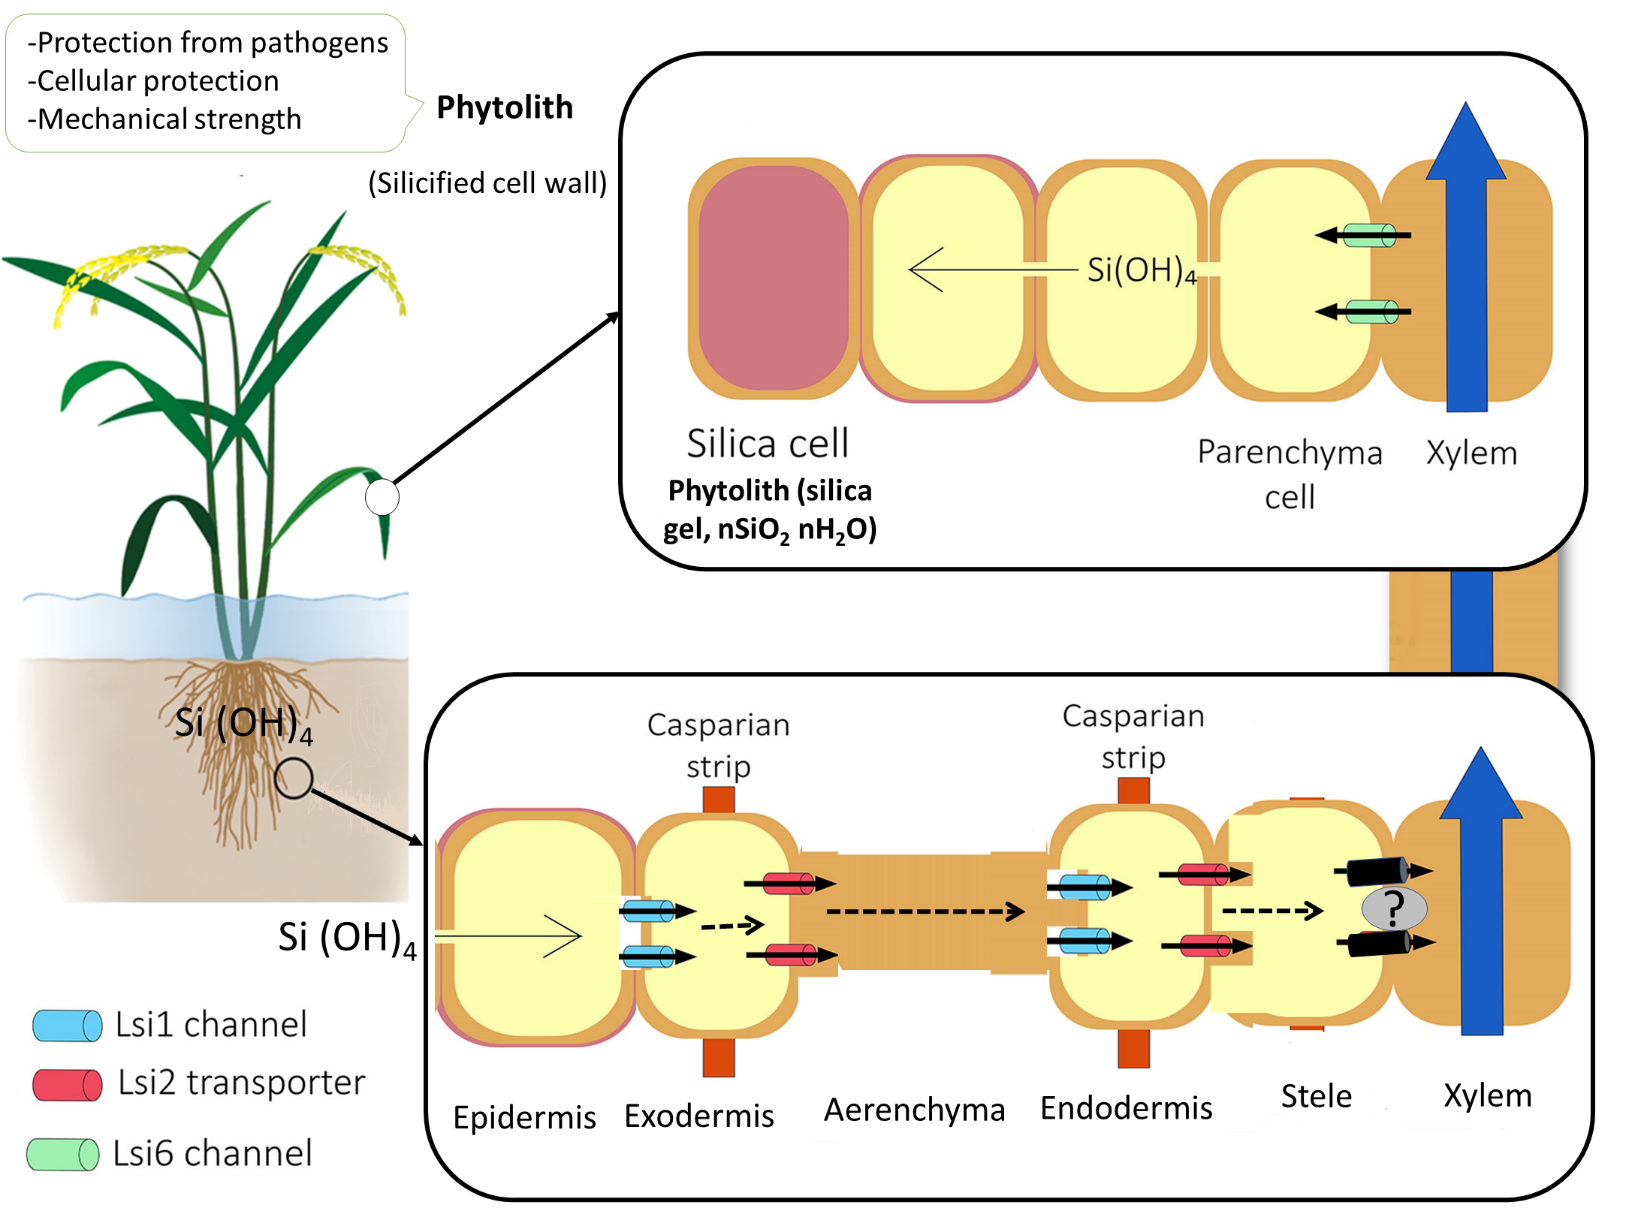 -Protection from pathogens
-Cellular protection
-Mechanical strength
Phytolith
(Silicified cell wall)
Si(OH)4
Silica cell
Phytolith (silica
gel, nSiO2 nH2O)
Parenchyma
cell
Xylem
Si (OH)4
Casparian
strip
Casparian
strip
?
Si (OH)4
Lsi1 channel
Lsi2 transporter
Lsi6 channel
Epidermis
Exodermis
Aerenchyma
Endodermis
Stele
Xylem